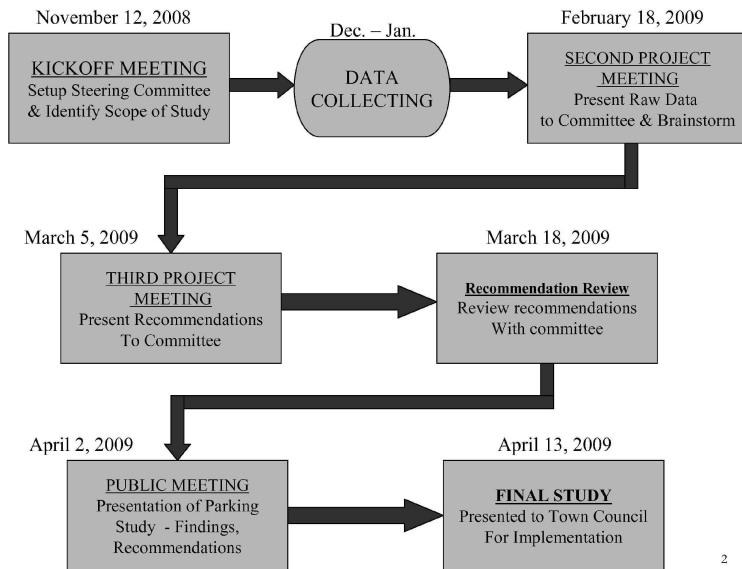 November 12, 2008
KICKOFF MEETING
Setup Steering Committee
& Identify Scope of Study
Dec. – Jan.
DATA
COLLECTING
February 18, 2009
SECOND PROJECT
MEETING
Present Raw Data
to Committee & Brainstorm
March 5, 2009
THIRD PROJECT
MEETING
Present Recommendations
To Committee
March 18, 2009
Recommendation Review
Review recommendations
With committee
April 2, 2009
PUBLIC MEETING
Presentation of Parking
Study - Findings,
Recommendations
April 13, 2009
FINAL STUDY
Presented to Town Council
For Implementation
2